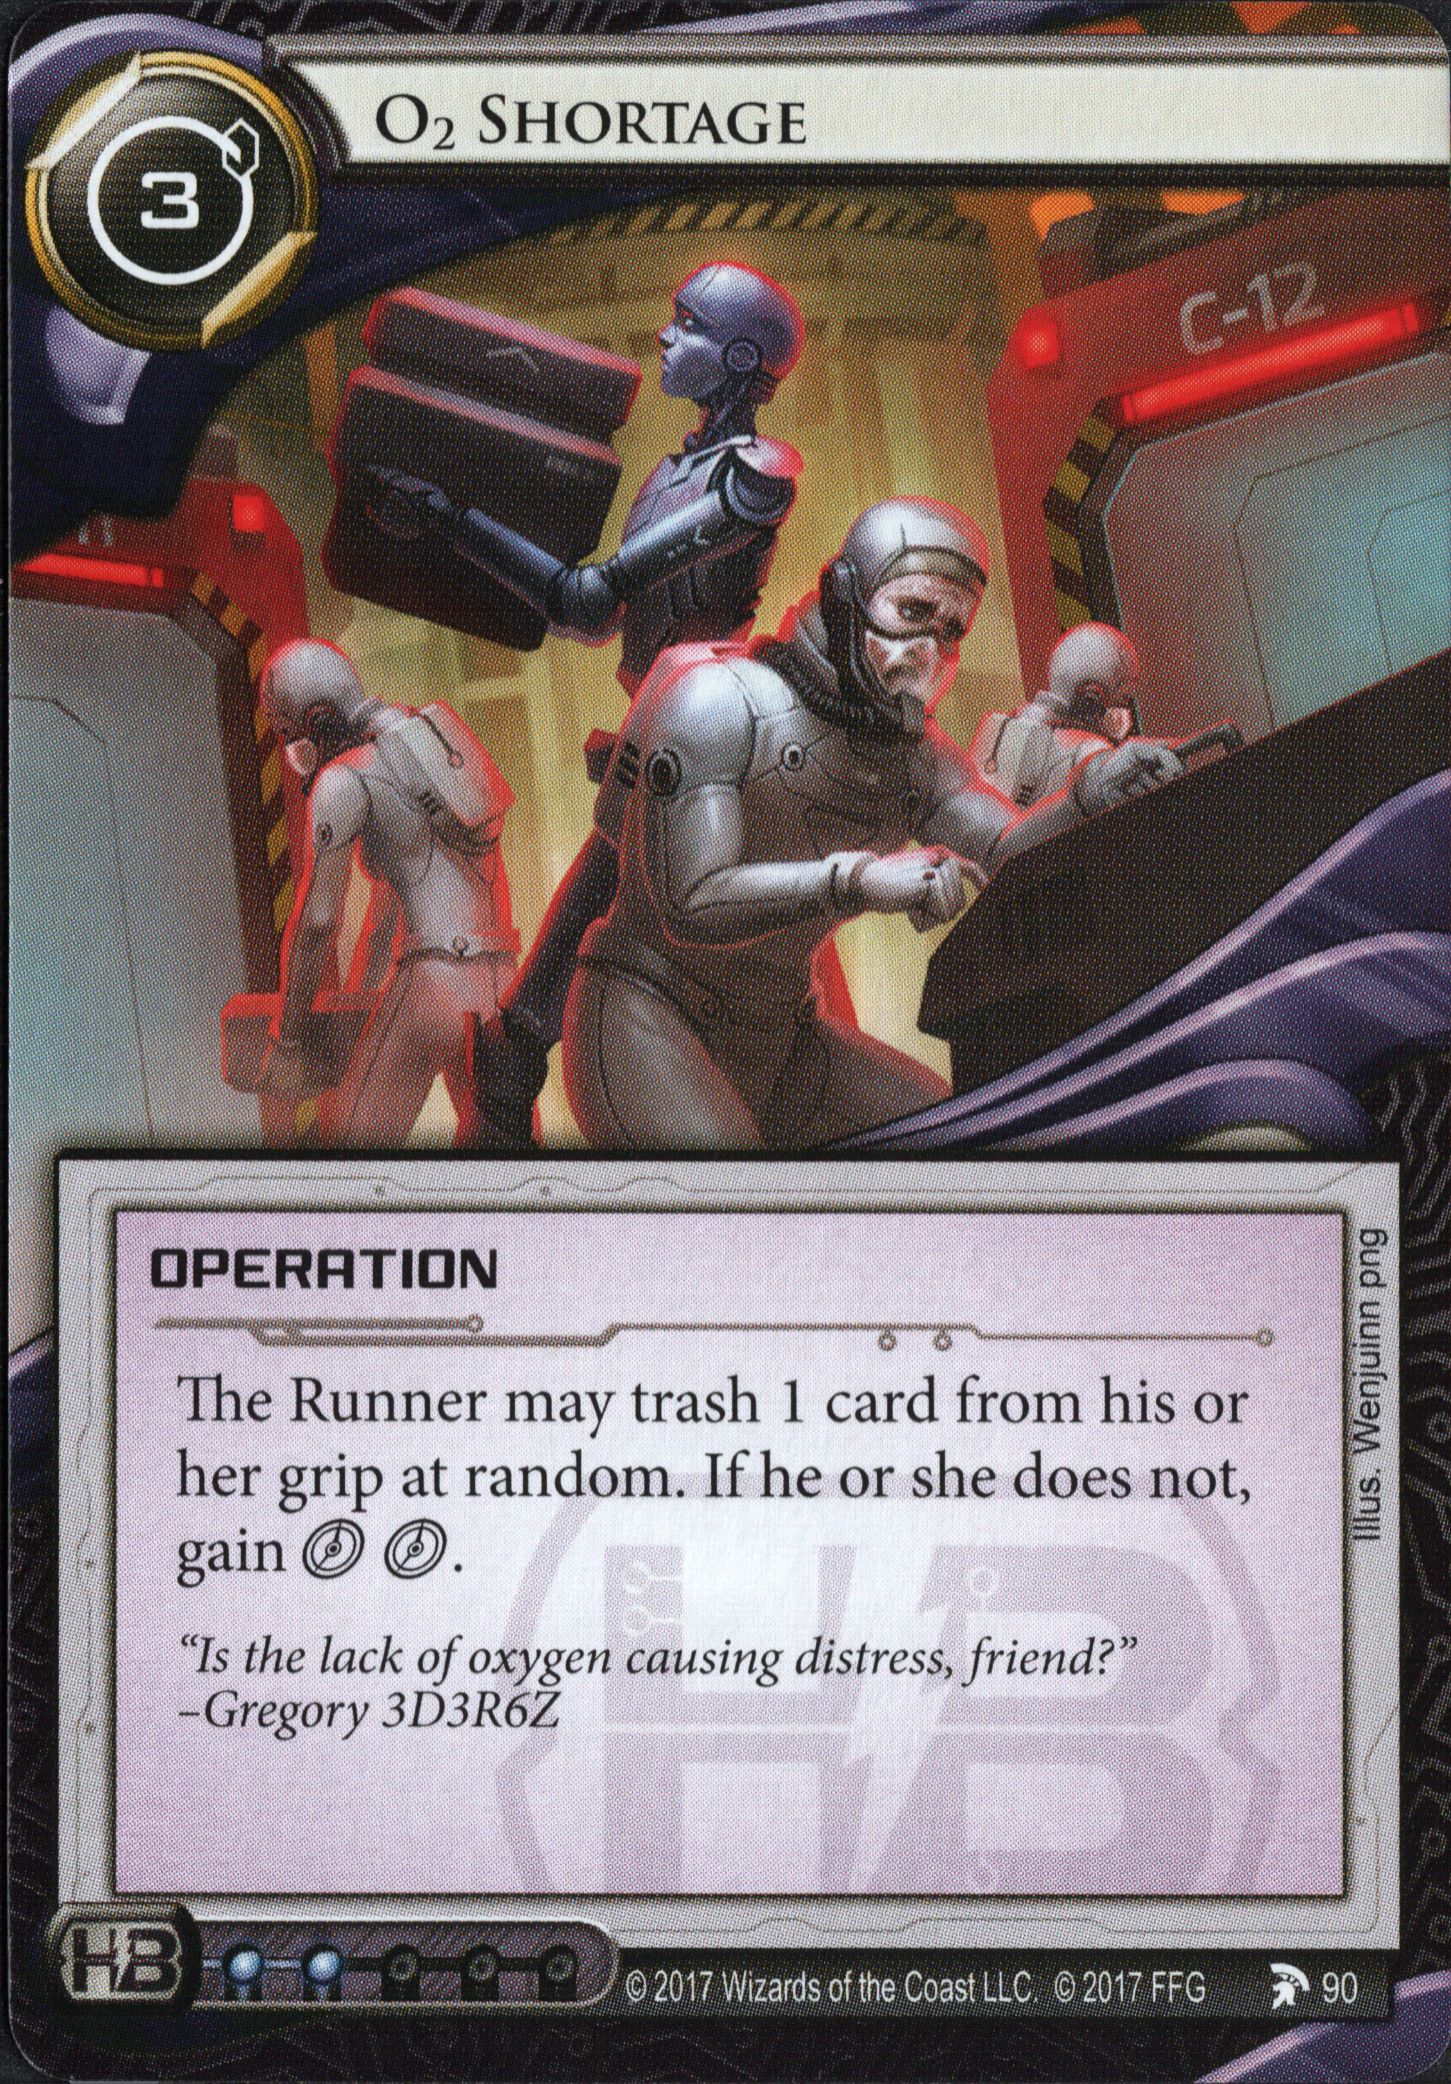 3
O₂ Shortage
C-12
OPERATION
The Runner may trash 1 card from his or
her grip at random. If he or she does not,
gain .
“Is the lack of oxygen causing distress, friend?”
–Gregory 3D3R6Z
Illus. Wenjuinn png
HB
HB
© 2017 Wizards of the Coast LLC. © 2017 FFG
90